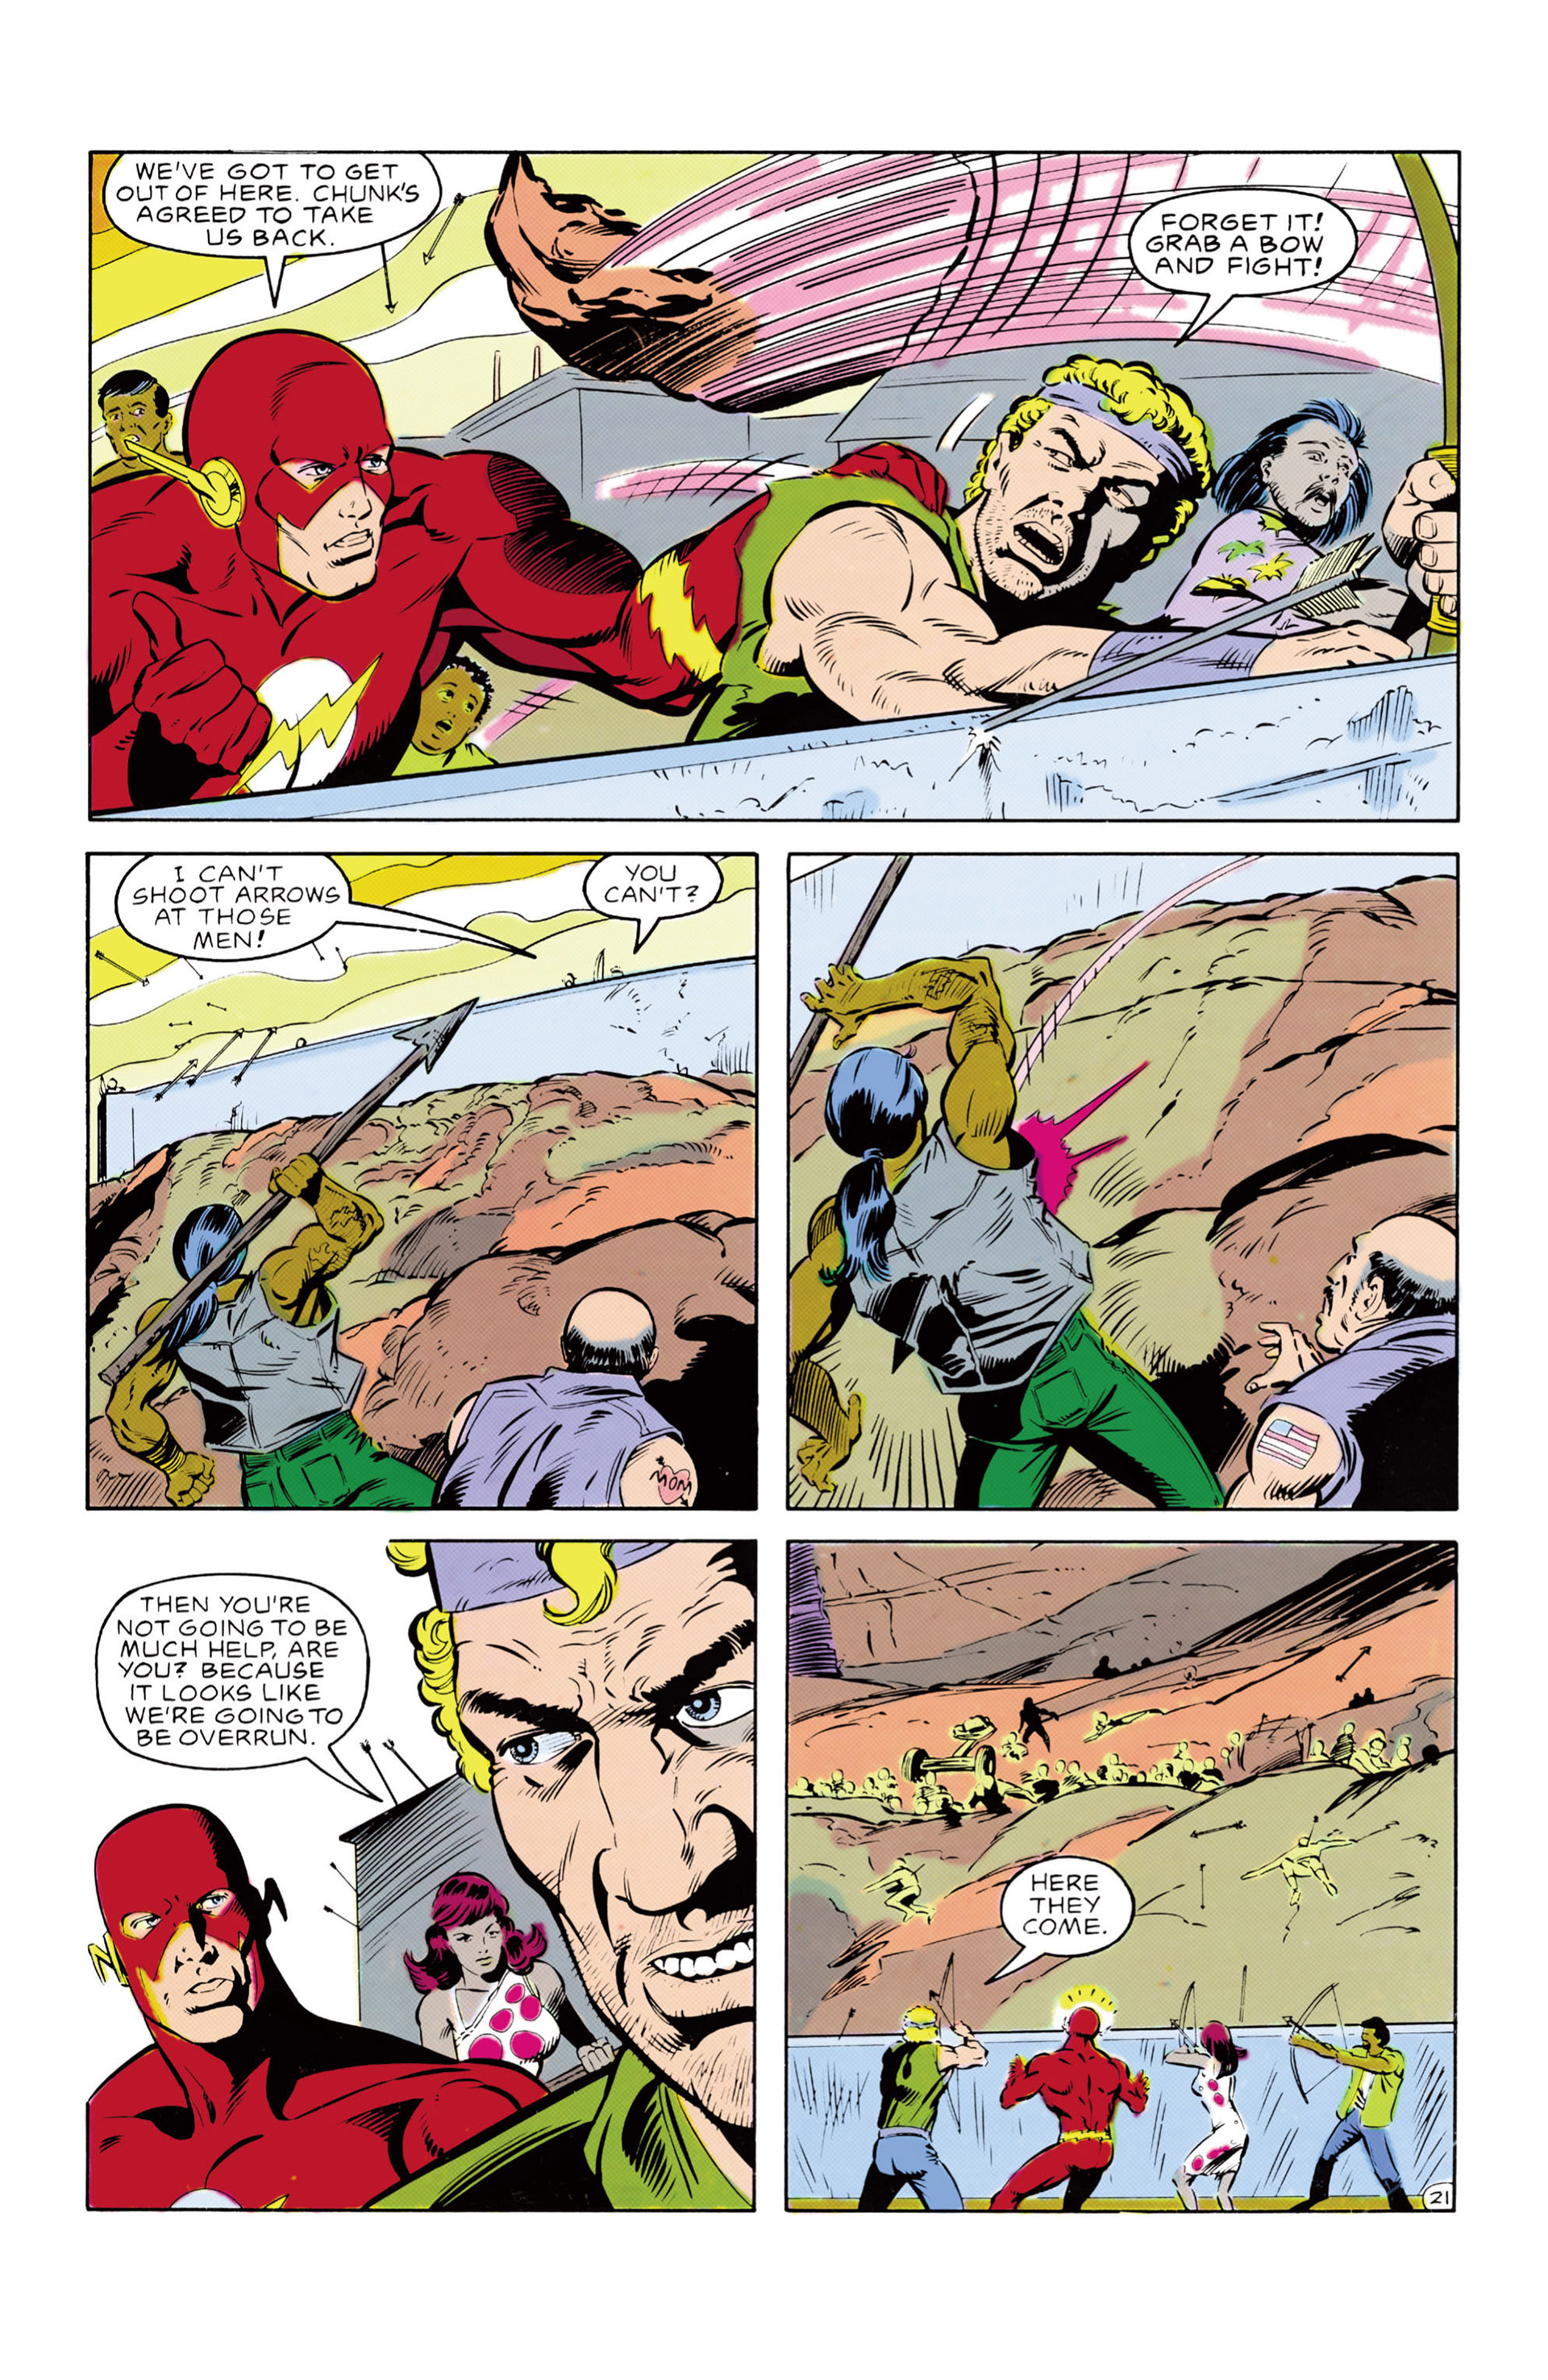 WE'VE GOT TO GET
OUT OF HERE. CHUNK'S
AGREED TO TAKE
US BACK.
FORGET IT!
GRAB A BOW
AND FIGHT!
I CAN'T
SHOOT ARROWS
AT THOSE
MEN!
YOU
CAN'T?
MOM
THEN YOU'RE
NOT GOING TO BE
MUCH HELP, ARE
YOU? BECAUSE
IT LOOKS LIKE
WE'RE GOING TO
BE OVERRUN.
HERE
THEY
COME.
21